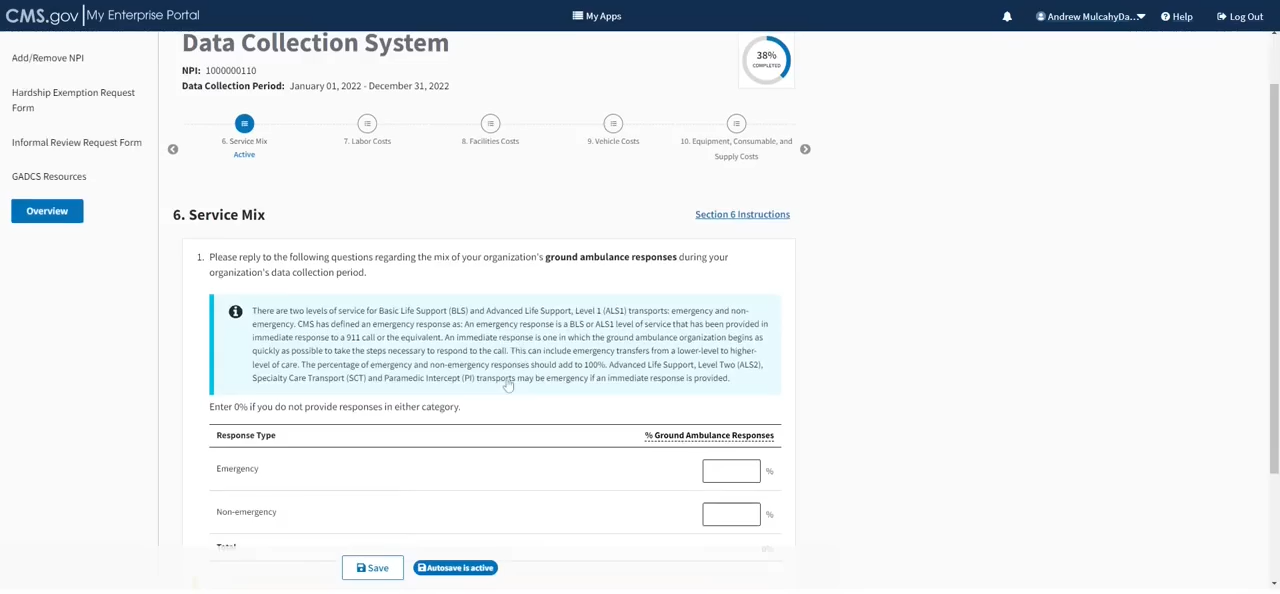 CMS.gov My Enterprise Portal
My Apps
Andrew MulcahyDa...
Help
Log Out
Add/Remove NPI
Hardship Exemption Request
Form
Informal Review Request Form
GADCS Resources
Overview
Data Collection System
NPI: 1000000110
Data Collection Period: January 01, 2022 - December 31, 2022
38%
COMPLETED
6. Service Mix
Active
7. Labor Costs
8. Facilities Costs
9. Vehicle Costs
10. Equipment, Consumable, and
Supply Costs
6. Service Mix
Section 6 Instructions
1. Please reply to the following questions regarding the mix of your organization's ground ambulance responses during your
organization's data collection period.
There are two levels of service for Basic Life Support (BLS) and Advanced Life Support, Level 1 (ALS1) transports: emergency and non-
emergency. CMS has defined an emergency response as: An emergency response is a BLS or ALS1 level of service that has been provided in
immediate response to a 911 call or the equivalent. An immediate response is one in which the ground ambulance organization begins as
quickly as possible to take the steps necessary to respond to the call. This can include emergency transfers from a lower-level to higher-
level of care. The percentage of emergency and non-emergency responses should add to 100%. Advanced Life Support, Level Two (ALS2),
Specialty Care Transport (SCT) and Paramedic Intercept (PI) transports may be emergency if an immediate response is provided.
Enter 0% if you do not provide responses in either category.
Response Type % Ground Ambulance Responses
Emergency %
Non-emergency %
Total 0%
Save
Autosave is active